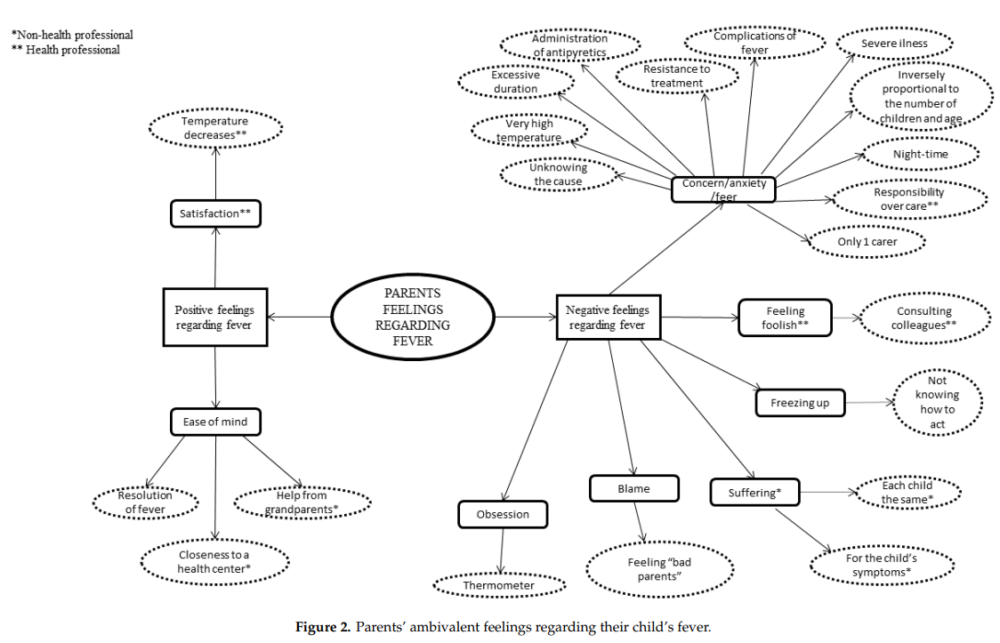 *Non-health professional
** Health professional
Administration
of antipyretics
Complications of
fever
Severe ilness
Excessive
duration
Resistance to
treatment
Inversely
proportional to
the number of
children and age
Very high
temperature
Unknowing
the cause
Night-time
Concern/anxiety
/feer
Responsibility
over care**
Only 1 carer
Temperature
decreases**
Satisfaction**
Positive feelings
regarding fever
PARENTS
FEELINGS
REGARDING
FEVER
Negative feelings
regarding fever
Feeling
foolish**
Consulting
colleagues**
Freezing up
Not
knowing
how to
act
Ease of mind
Resolution
of fever
Help from
grandparents*
Closeness to a
health center*
Obsession
Thermometer
Blame
Feeling “bad
parents”
Suffering*
Each child
the same*
For the child’s
symptoms*
Figure 2. Parents’ ambivalent feelings regarding their child’s fever.